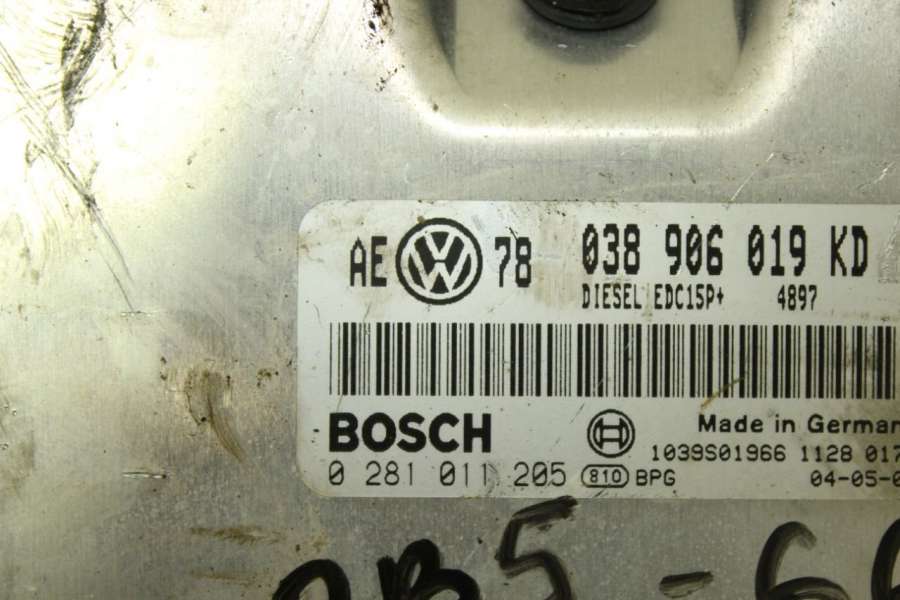 AE VW 78 038 906 019 KD
DIESEL EDC15P+ 4897
BOSCH
Made in German
1039S01966 1128 017
0 281 011 205 810 BPG
04-05-0